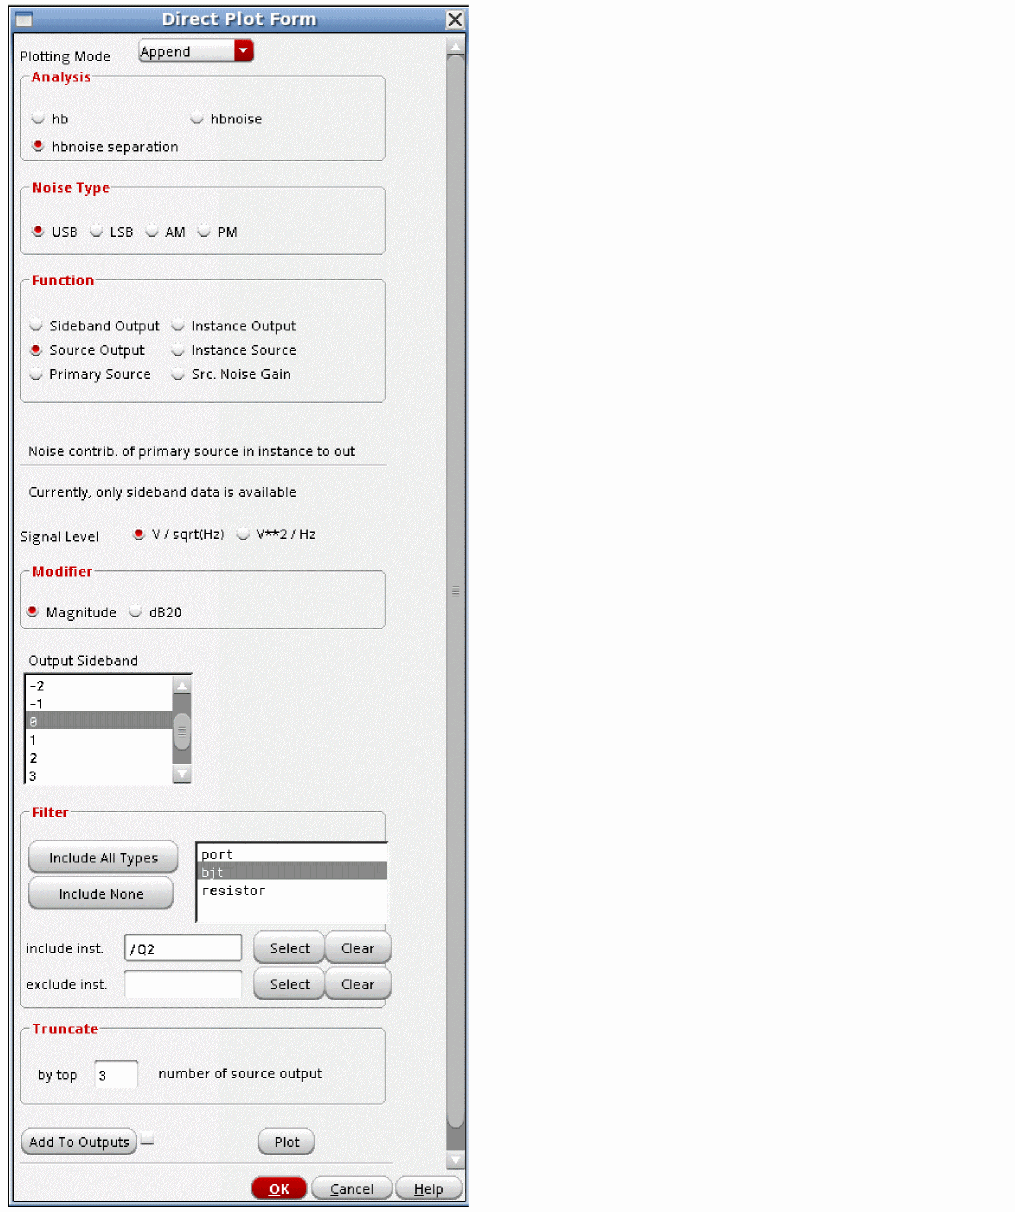 Direct Plot Form
Plotting Mode Append
Analysis
hb hbnoise
hbnoise separation
Noise Type
USB LSB AM PM
Function
Sideband Output Instance Output
Source Output Instance Source
Primary Source Src. Noise Gain
Noise contrib. of primary source in instance to out
Currently, only sideband data is available
Signal Level V / sqrt(Hz) V**2 / Hz
Modifier
Magnitude dB20
Output Sideband
-2
-1
0
1
2
3
Filter
Include All Types
Include None
port
bjt
resistor
include inst. /Q2 Select Clear
exclude inst. Select Clear
Truncate
by top 3 number of source output
Add To Outputs Plot
OK Cancel Help